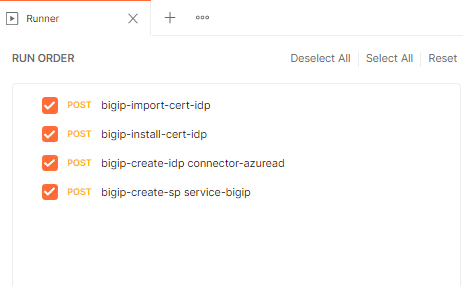 Runner
RUN ORDER Deselect All Select All Reset
POST bigip-import-cert-idp
POST bigip-install-cert-idp
POST bigip-create-idp connector-azuread
POST bigip-create-sp service-bigip